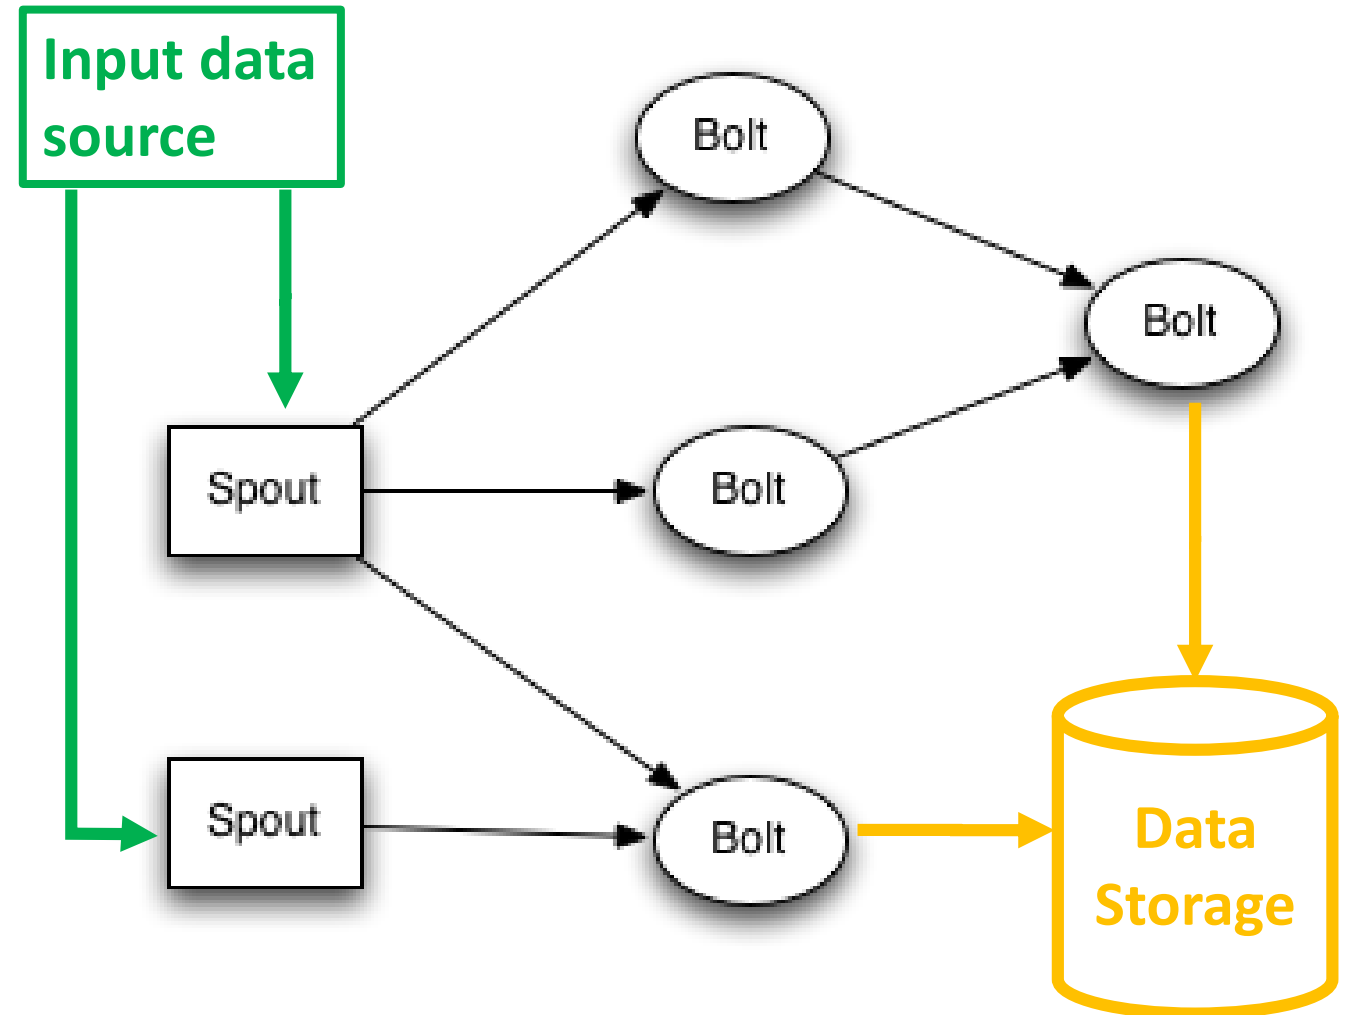 Input data
source
Bolt
Bolt
Spout
Bolt
Spout
Bolt
Data
Storage